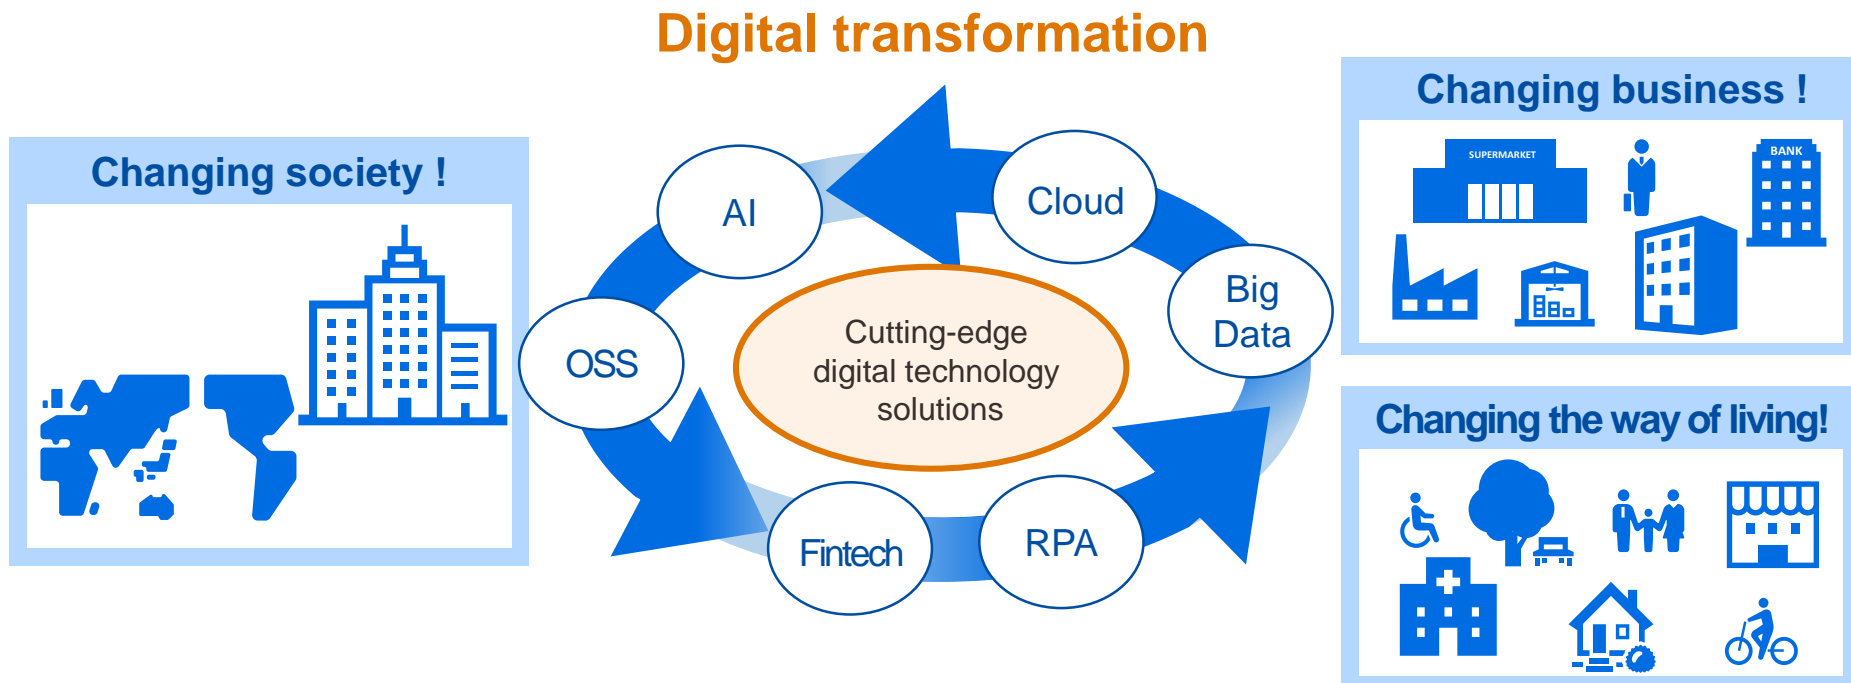 Digital transformation
Changing society !
AI
Cloud
Big
Data
OSS
Cutting-edge
digital technology
solutions
Fintech
RPA
Changing business !
SUPERMARKET
BANK
Changing the way of living!